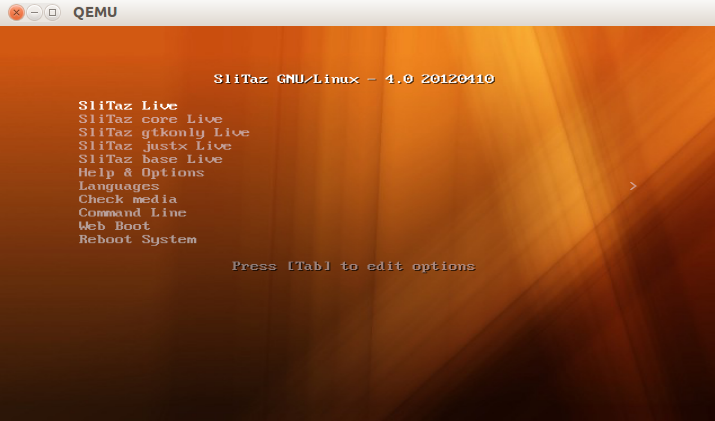 QEMU
SliTaz GNU/Linux - 4.0 20120410
SliTaz Live
SliTaz core Live
SliTaz gtkonly Live
SliTaz justx Live
SliTaz base Live
Help & Options
Languages >
Check media
Command Line
Web Boot
Reboot System
Press [Tab] to edit options